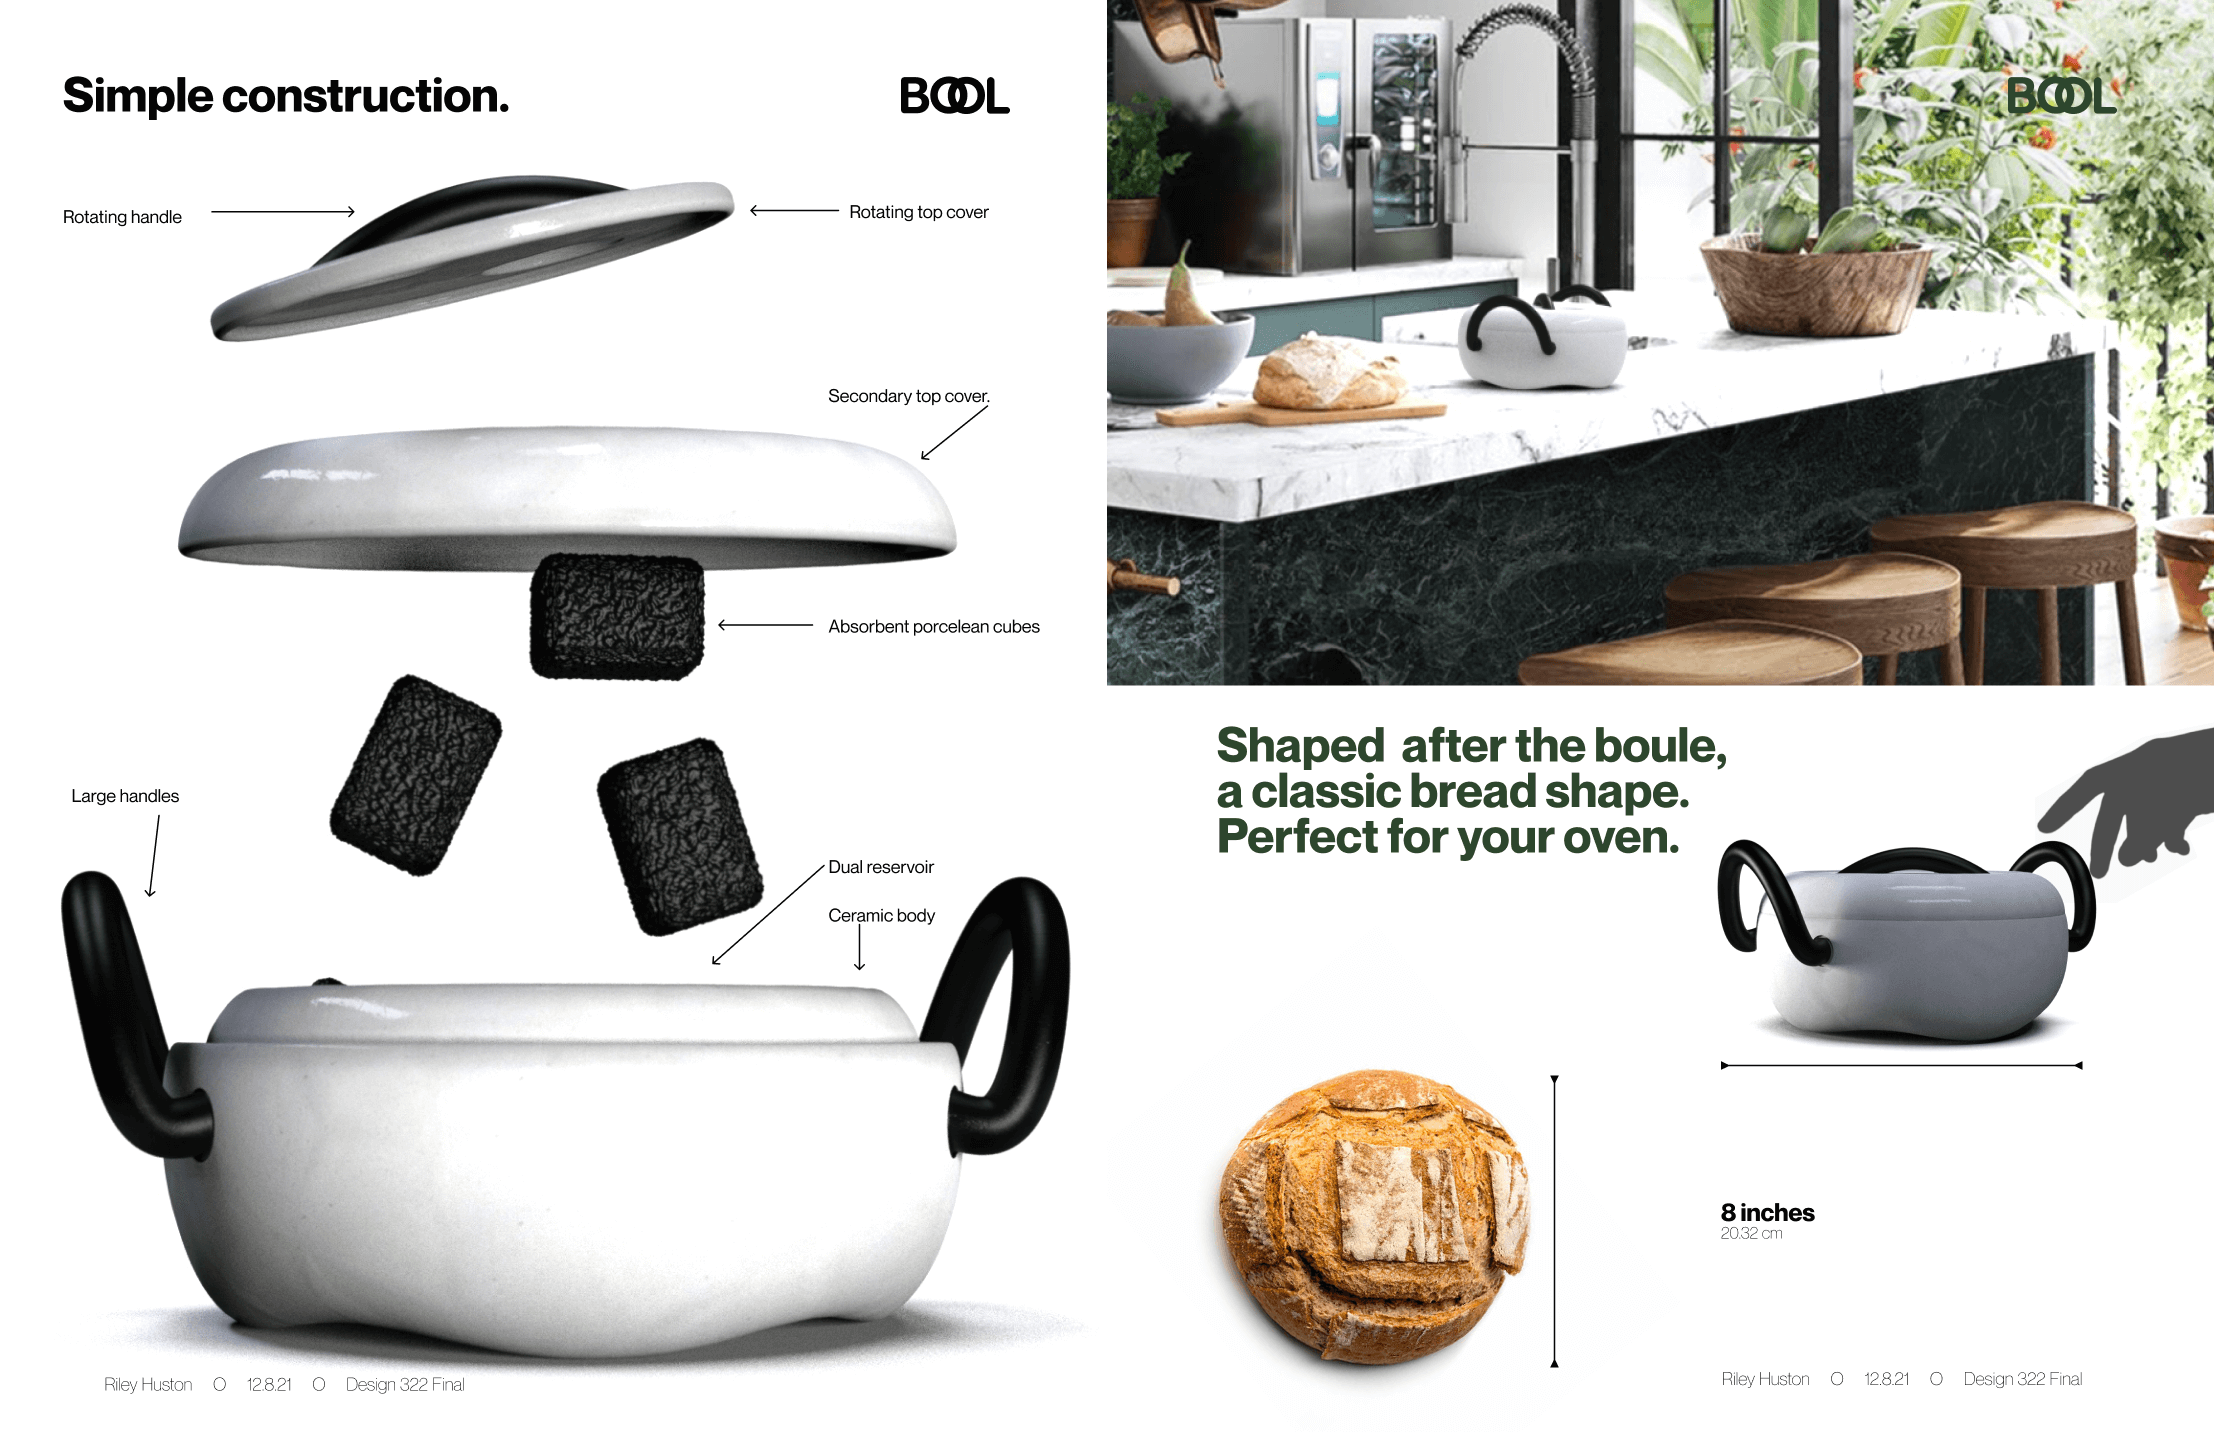 Simple construction.
BOOL
Rotating handle
Rotating top cover
Secondary top cover.
Absorbent porcelean cubes
Large handles
Dual reservoir
Ceramic body
Riley Huston O 12.8.21 O Design 322 Final
BOOL
Shaped after the boule,
a classic bread shape.
Perfect for your oven.
8 inches
20.32 cm
Riley Huston O 12.8.21 O Design 322 Final